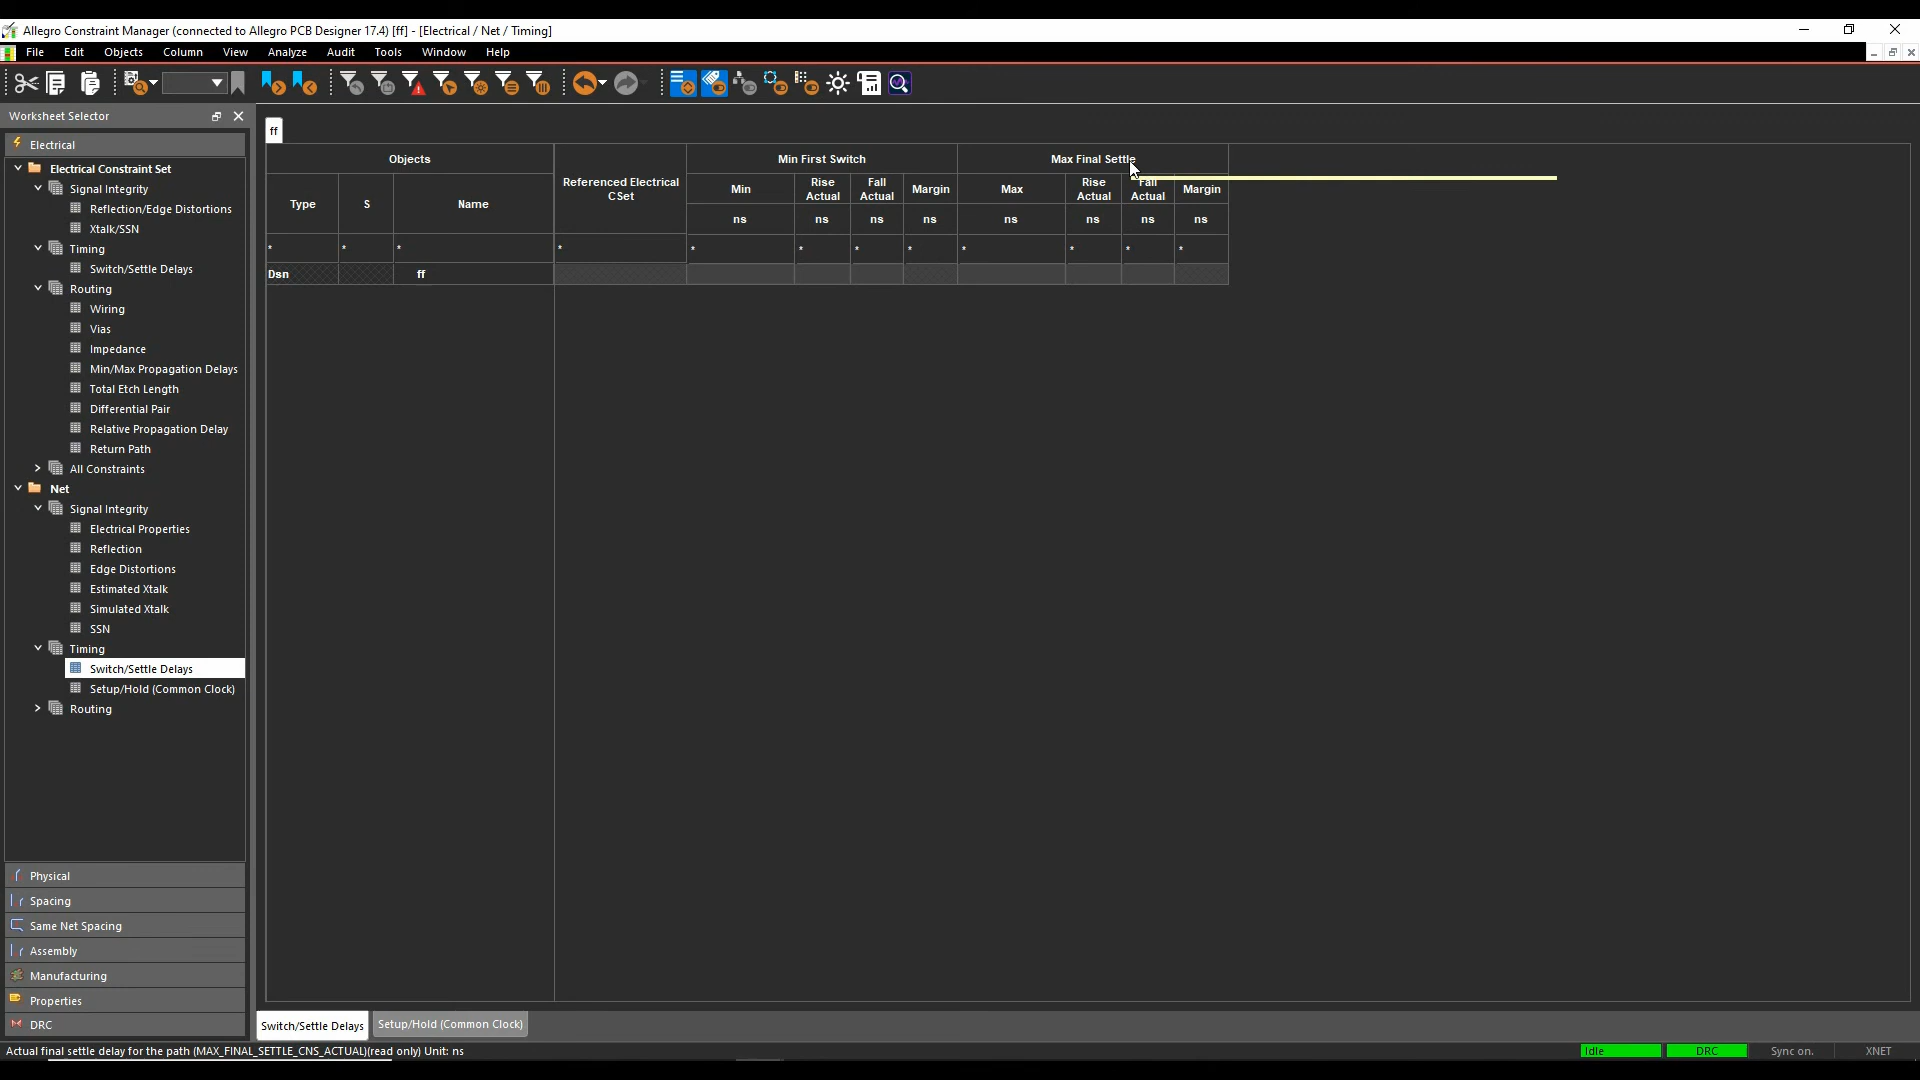 Allegro Constraint Manager (connected to Allegro PCB Designer 17.4) [ff] - [Electrical / Net / Timing]
File Edit Objects Column View Analyze Audit Tools Window Help
Worksheet Selector
Electrical
Electrical Constraint Set
Signal Integrity
Reflection/Edge Distortions
Xtalk/SSN
Timing
Switch/Settle Delays
Routing
Wiring
Vias
Impedance
Min/Max Propagation Delays
Total Etch Length
Differential Pair
Relative Propagation Delay
Return Path
All Constraints
Net
Signal Integrity
Electrical Properties
Reflection
Edge Distortions
Estimated Xtalk
Simulated Xtalk
SSN
Timing
Switch/Settle Delays
Setup/Hold (Common Clock)
Routing
Physical
Spacing
Same Net Spacing
Assembly
Manufacturing
Properties
DRC
ff
Objects
Referenced Electrical CSet
Min First Switch
Max Final Settle
Type S Name
Min Rise Actual Fall Actual Margin Max Rise Actual Fall Actual Margin
ns ns ns ns ns ns ns ns
* * * * * * * * * * * *
Dsn ff
Switch/Settle Delays Setup/Hold (Common Clock)
Actual final settle delay for the path (MAX_FINAL_SETTLE_CNS_ACTUAL)(read only) Unit: ns
Idle DRC Sync on. XNET